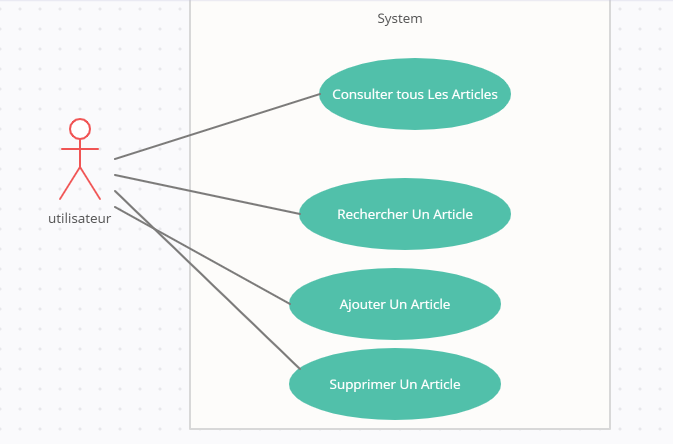 System
Consulter tous Les Articles
utilisateur
Rechercher Un Article
Ajouter Un Article
Supprimer Un Article